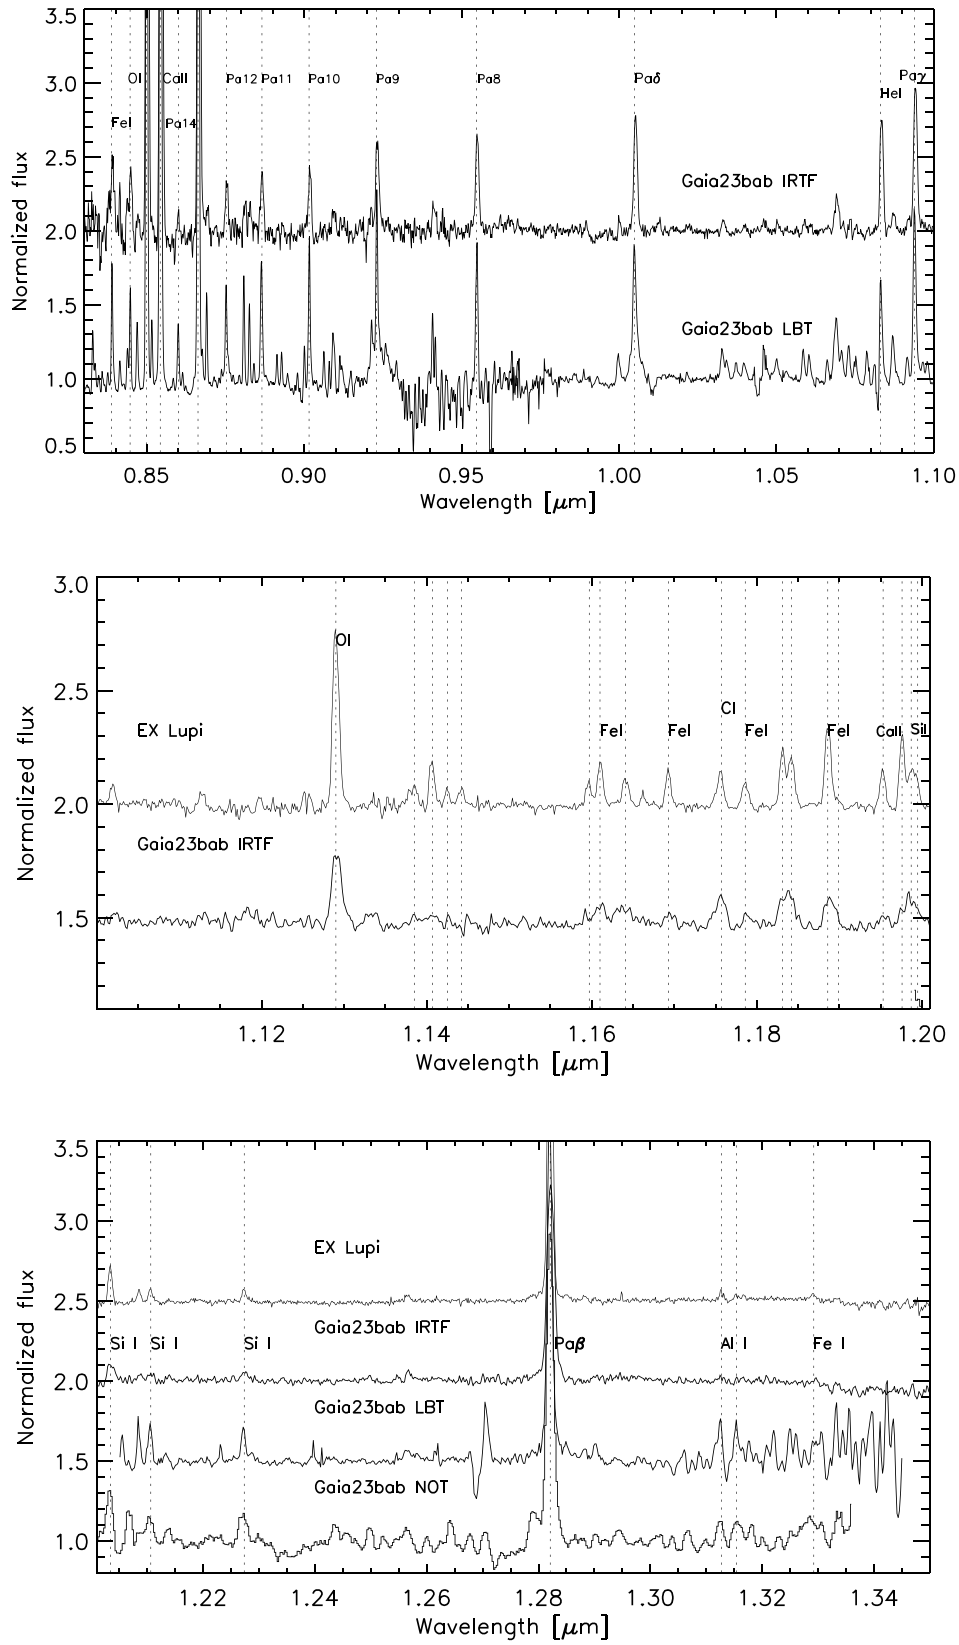 3.5
3.0
2.5
2.0
1.5
1.0
0.5
Normalized flux
OI
CaII
Pa12
Pa11
Pa10
Pa9
Pa8
Paδ
Paγ
HeI
FeI
Pa14
Gaia23bab IRTF
Gaia23bab LBT
0.85 0.90 0.95 1.00 1.05 1.10
Wavelength [μm]
3.0
2.5
2.0
1.5
Normalized flux
OI
CI
EX Lupi
FeI
FeI
FeI
FeI
CaII
SiI
Gaia23bab IRTF
1.12 1.14 1.16 1.18 1.20
Wavelength [μm]
3.5
3.0
2.5
2.0
1.5
1.0
Normalized flux
EX Lupi
Gaia23bab IRTF
Si I
Si I
Si I
Paβ
Al I
Fe I
Gaia23bab LBT
Gaia23bab NOT
1.22 1.24 1.26 1.28 1.30 1.32 1.34
Wavelength [μm]